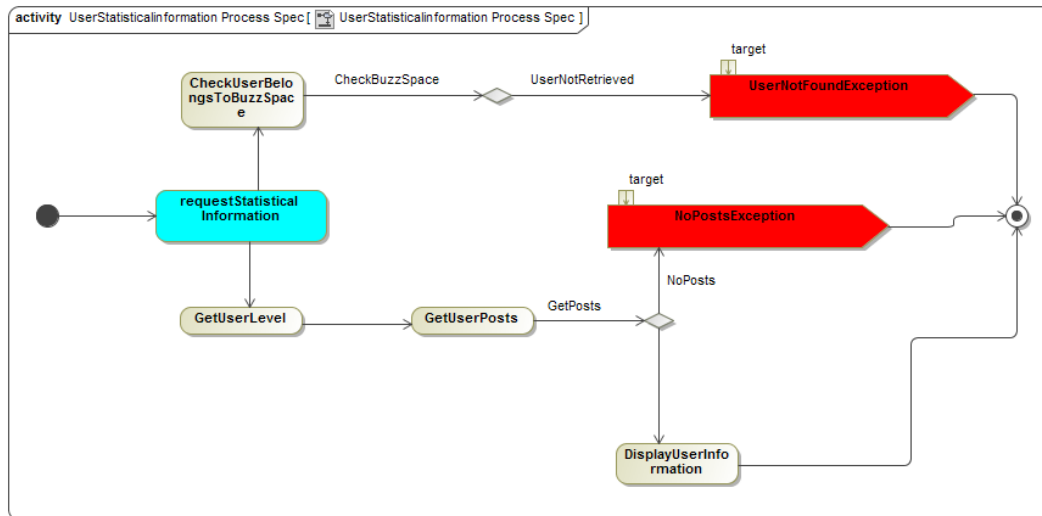 activity UserStatisticalinformation Process Spec [ UserStatisticalinformation Process Spec ]
target
CheckUserBelo
ngsToBuzzSpac
e
CheckBuzzSpace
UserNotRetrieved
UserNotFoundException
target
requestStatistical
Information
NoPostsException
NoPosts
GetUserLevel
GetUserPosts
GetPosts
DisplayUserInfo
rmation